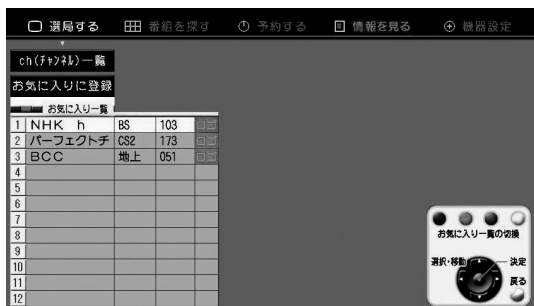 選局する 番組を探す 予約する 情報を見る 機器設定
ch(チャンネル)一覧
お気に入りに登録
お気に入り一覧
1 NHK h BS 103
2 パーフェクトチ CS2 173
3 BCC 地上 051
4
5
6
7
8
9
10
11
12
お気に入り一覧の切換
選択・移動 決定
戻る